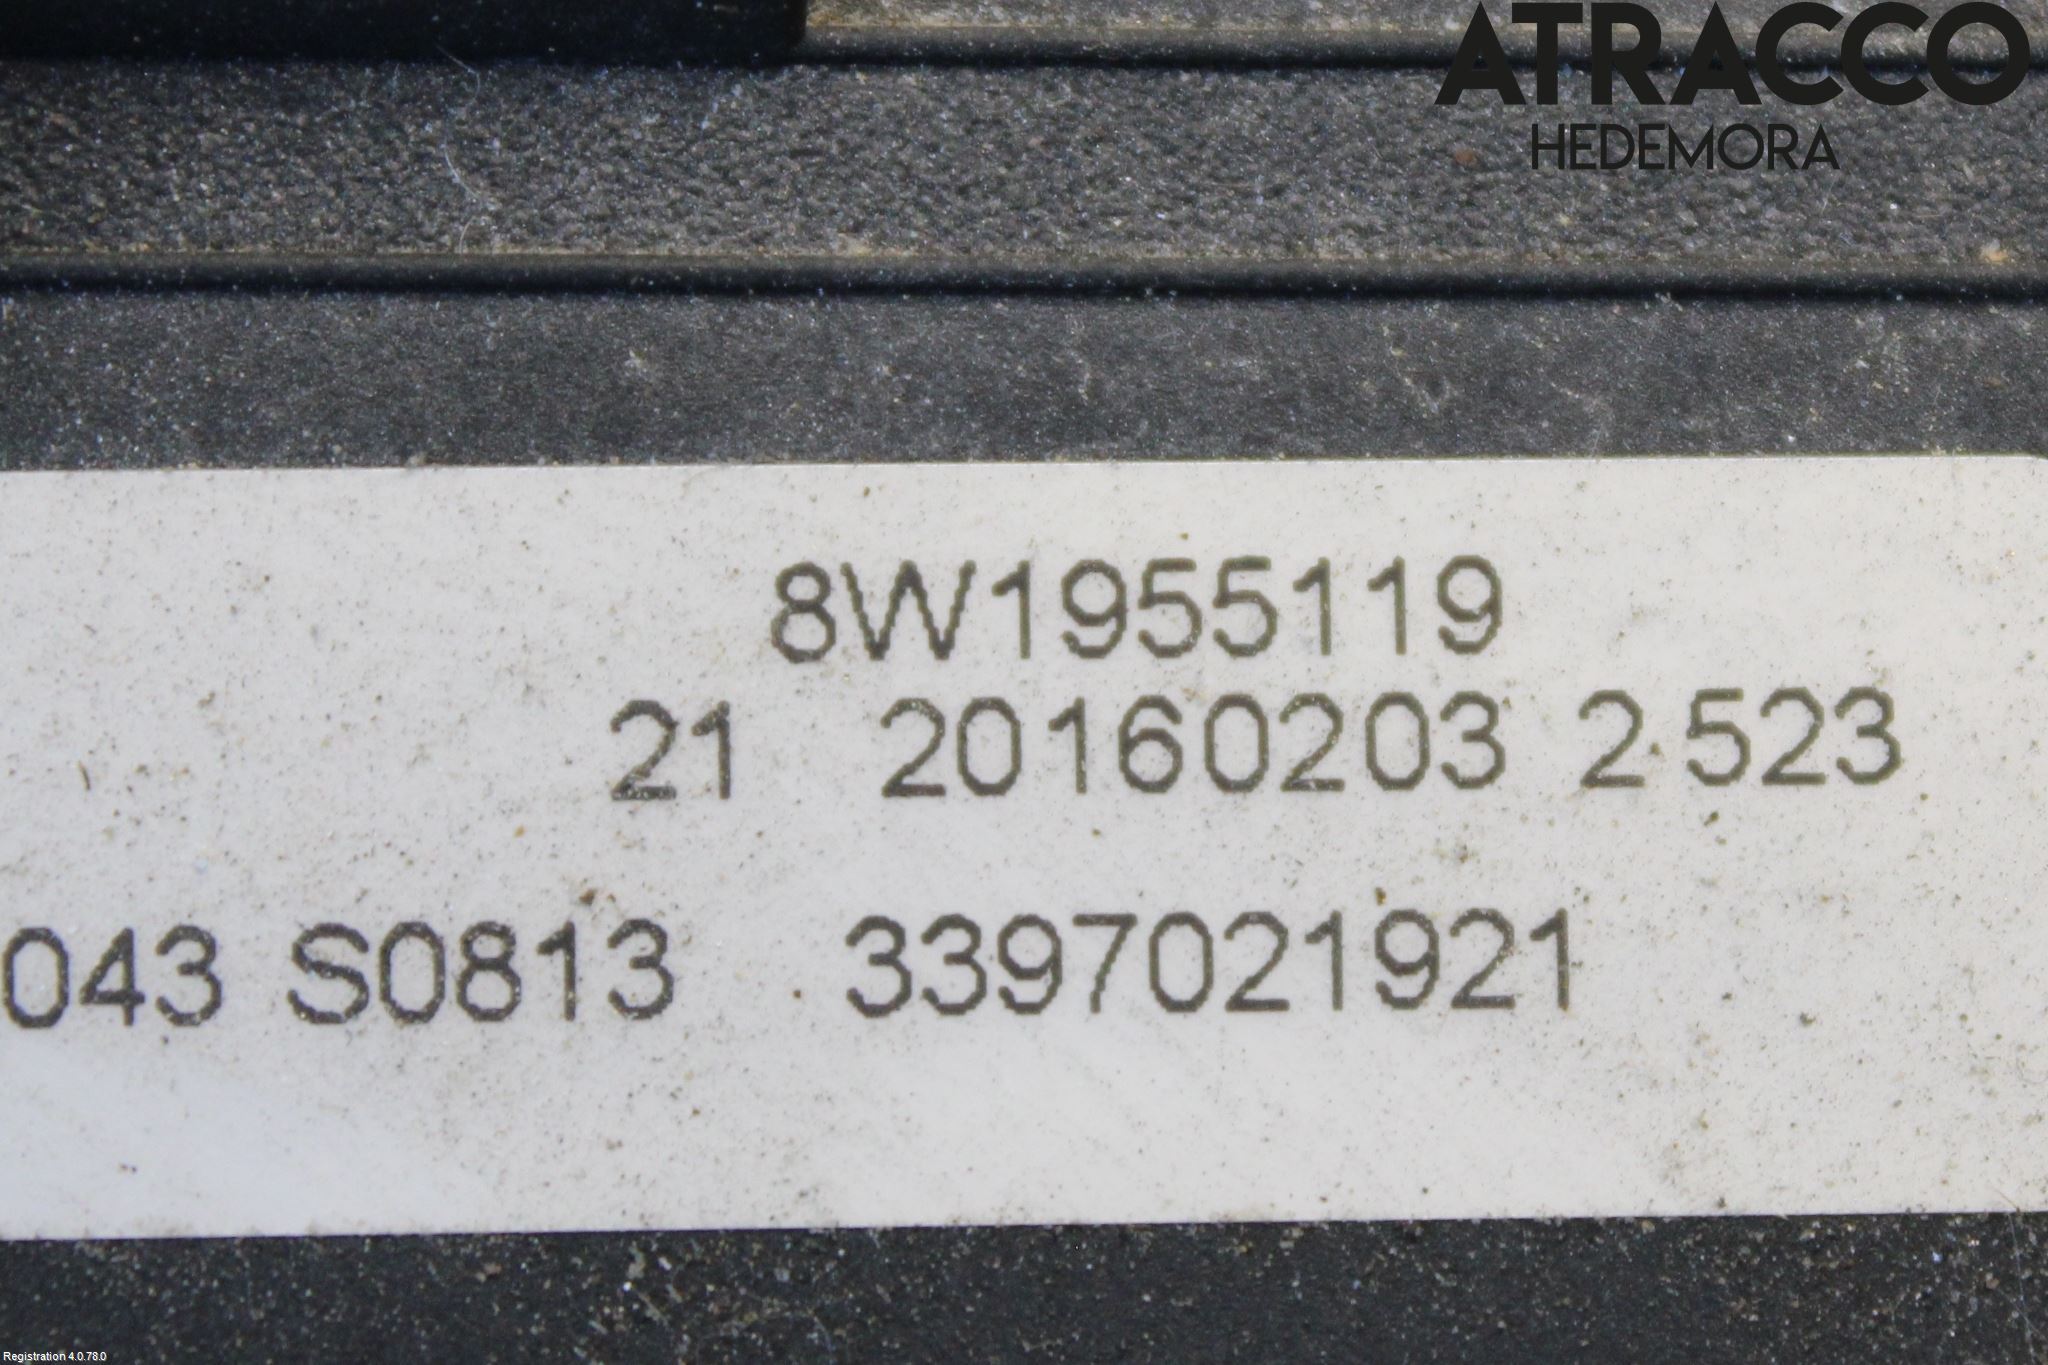 ATRACCO
HEDEMORA
8W1955119
21 20160203 2 523
043 S0813 3397021921
Registration 4.0.78.0